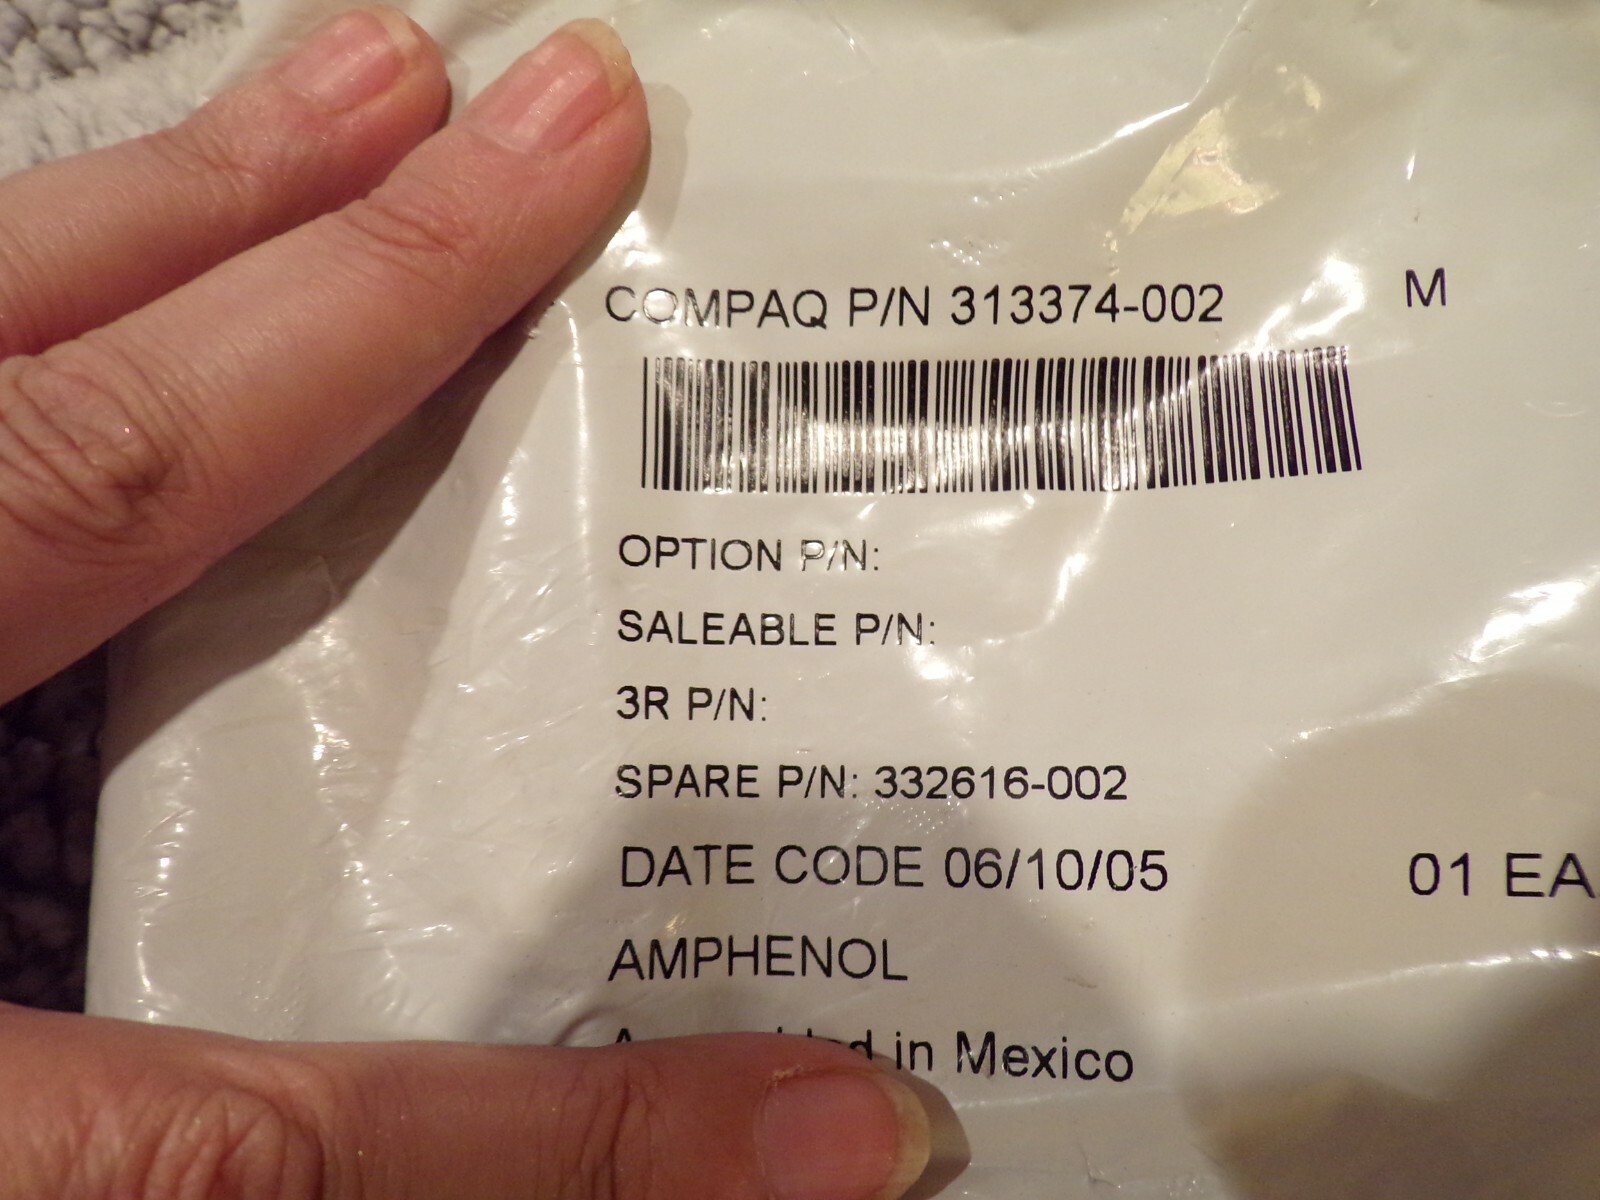 COMPAQ P/N 313374-002 M
OPTION P/N:
SALEABLE P/N:
3R P/N:
SPARE P/N: 332616-002
DATE CODE 06/10/05 01 EA.
AMPHENOL
in Mexico